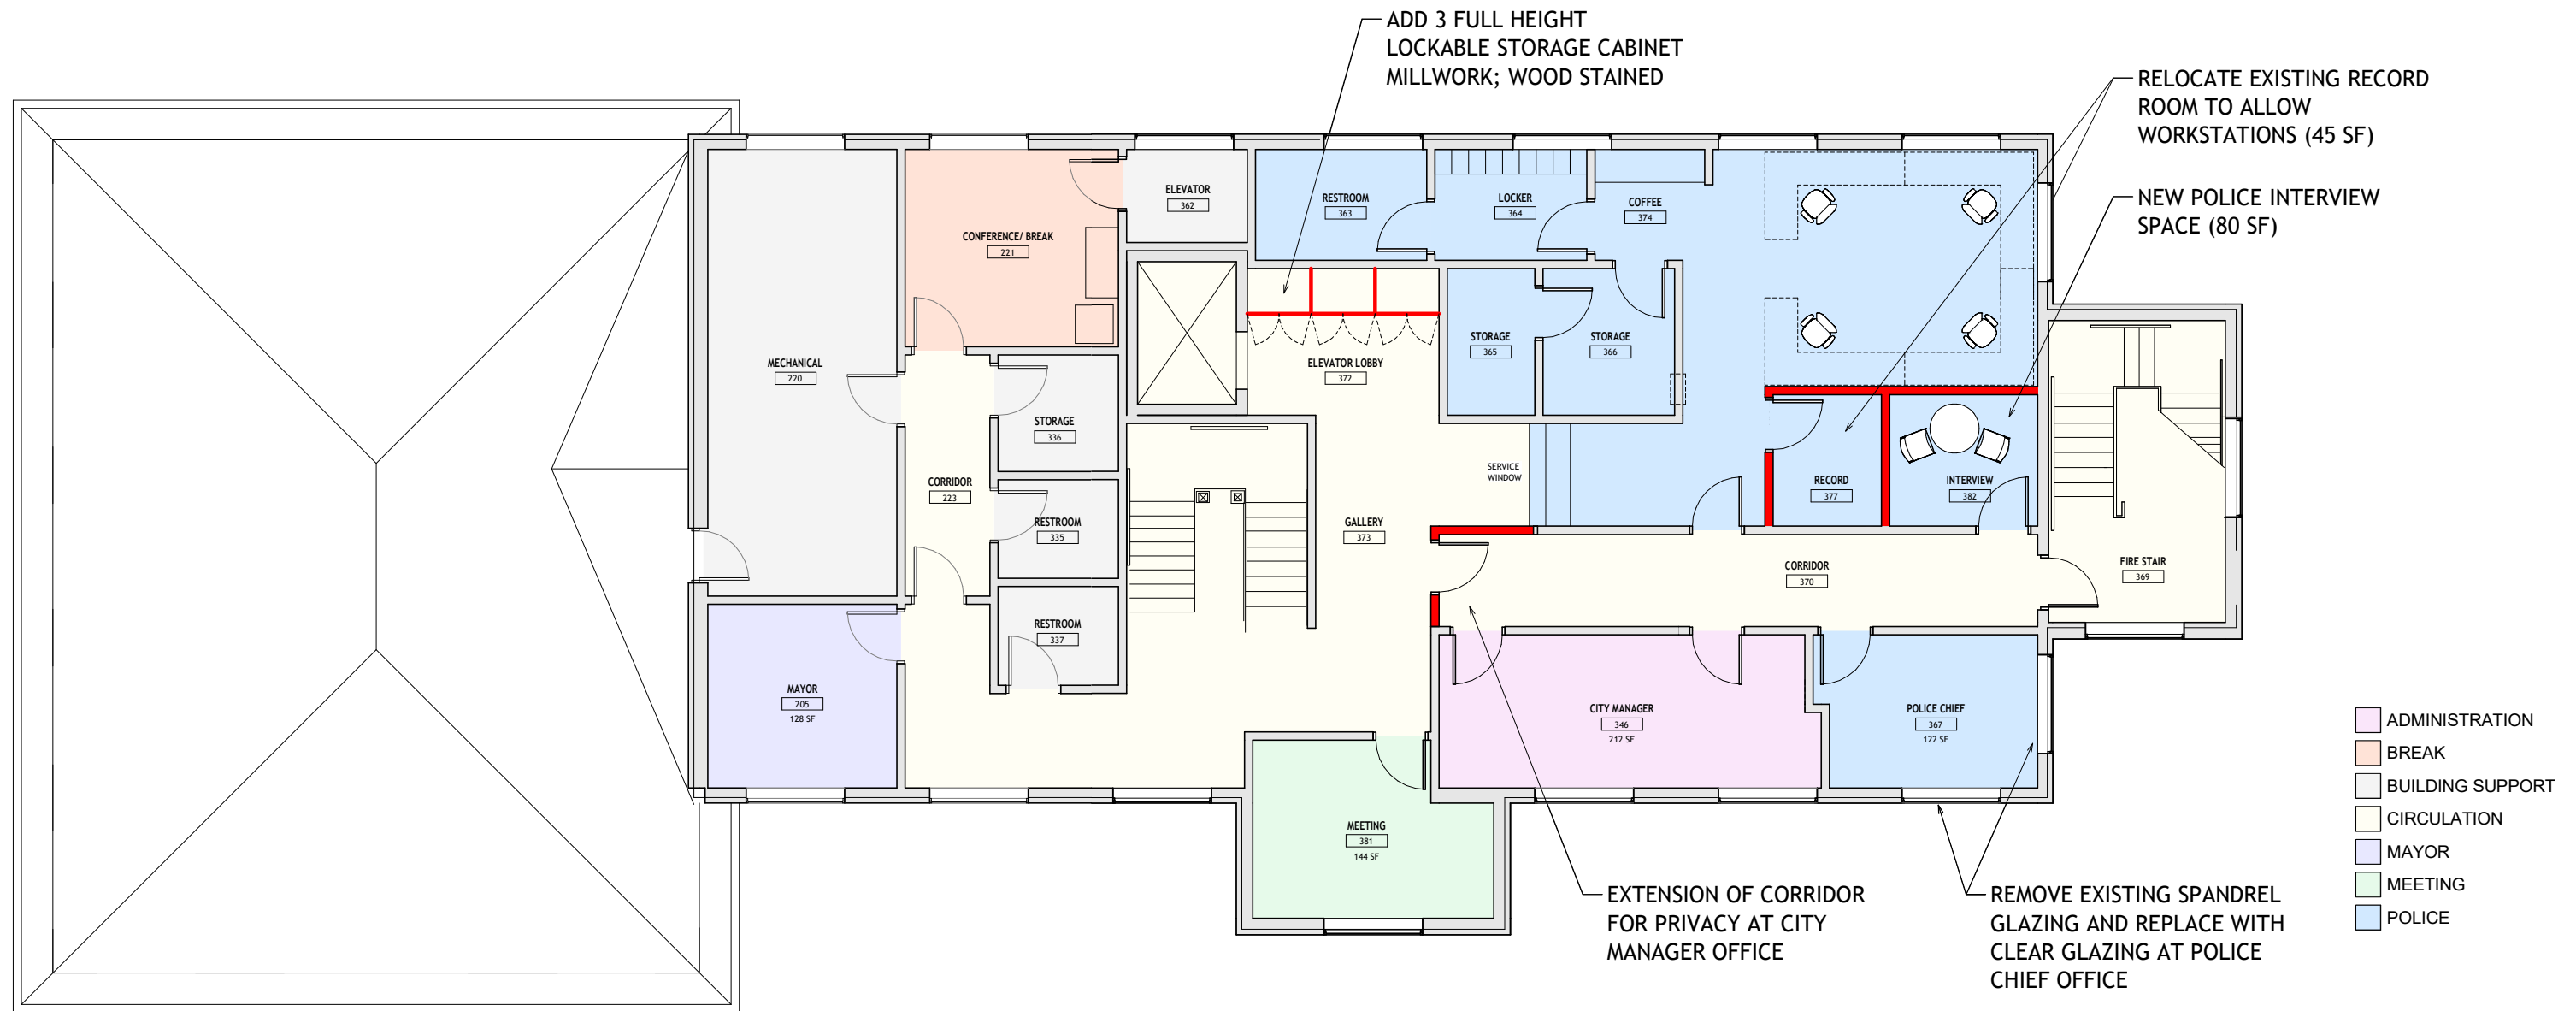 ADD 3 FULL HEIGHT
LOCKABLE STORAGE CABINET
MILLWORK; WOOD STAINED
RELOCATE EXISTING RECORD
ROOM TO ALLOW
WORKSTATIONS (45 SF)
NEW POLICE INTERVIEW
SPACE (80 SF)
ELEVATOR
362
RESTROOM
363
LOCKER
364
COFFEE
374
CONFERENCE/ BREAK
221
MECHANICAL
220
ELEVATOR LOBBY
372
STORAGE
365
STORAGE
366
STORAGE
336
CORRIDOR
223
RESTROOM
335
RESTROOM
337
SERVICE
WINDOW
GALLERY
373
RECORD
377
INTERVIEW
382
CORRIDOR
370
FIRE STAIR
369
MAYOR
205
128 SF
CITY MANAGER
346
212 SF
POLICE CHIEF
367
122 SF
MEETING
381
144 SF
EXTENSION OF CORRIDOR
FOR PRIVACY AT CITY
MANAGER OFFICE
REMOVE EXISTING SPANDREL
GLAZING AND REPLACE WITH
CLEAR GLAZING AT POLICE
CHIEF OFFICE
ADMINISTRATION
BREAK
BUILDING SUPPORT
CIRCULATION
MAYOR
MEETING
POLICE